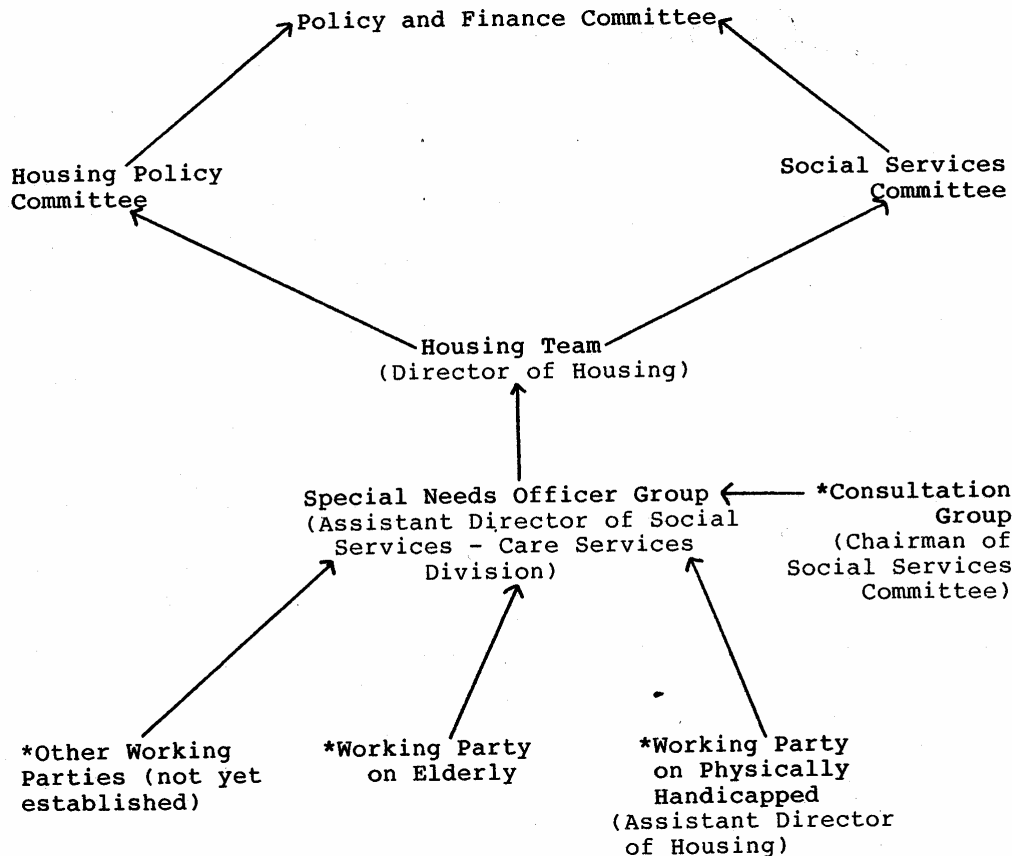 Policy and Finance Committee
Housing Policy
Committee
Social Services
Committee
Housing Team
(Director of Housing)
Special Needs Officer Group
(Assistant Director of Social
Services - Care Services
Division)
*Consultation
Group
(Chairman of
Social Services
Committee)
*Other Working
Parties (not yet
established)
*Working Party
on Elderly
*Working Party
on Physically
Handicapped
(Assistant Director
of Housing)